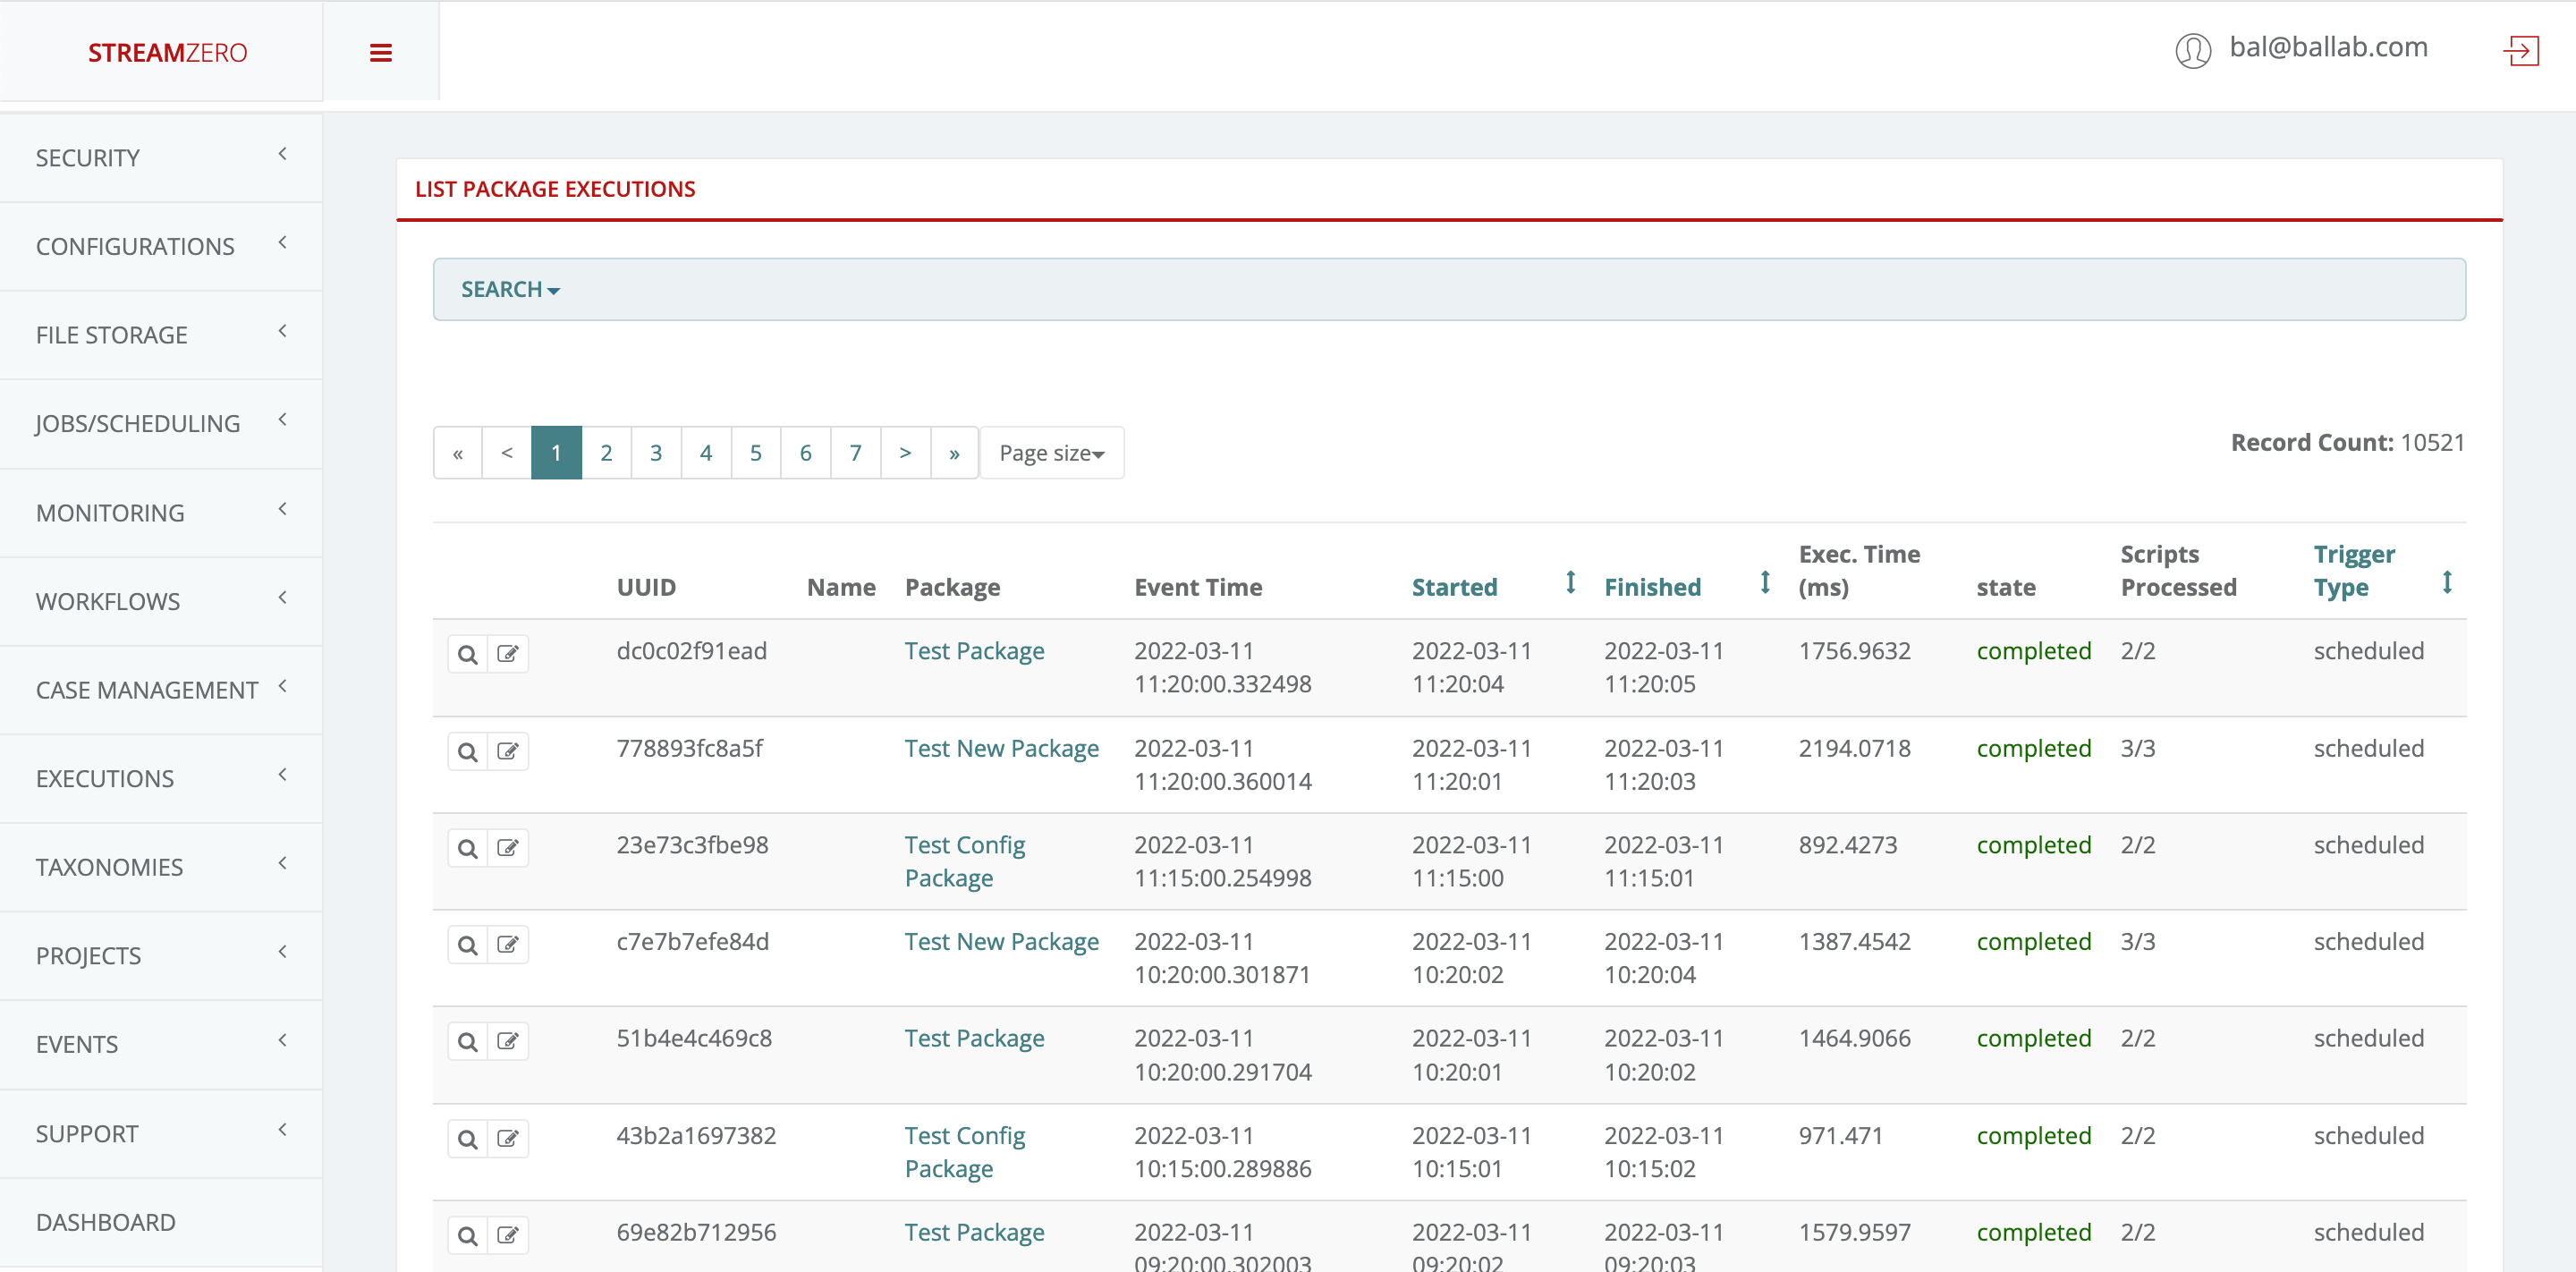 STREAMZERO
bal@ballab.com
SECURITY
CONFIGURATIONS
FILE STORAGE
JOBS/SCHEDULING
MONITORING
WORKFLOWS
CASE MANAGEMENT
EXECUTIONS
TAXONOMIES
PROJECTS
EVENTS
SUPPORT
DASHBOARD
LIST PACKAGE EXECUTIONS
SEARCH
« < 1 2 3 4 5 6 7 > » Page size
Record Count: 10521
UUID Name Package Event Time Started Finished Exec. Time (ms) state Scripts Processed Trigger Type
dc0c02f91ead Test Package 2022-03-11 2022-03-11 2022-03-11 1756.9632 completed 2/2 scheduled
11:20:00.332498 11:20:04 11:20:05
778893fc8a5f Test New Package 2022-03-11 2022-03-11 2022-03-11 2194.0718 completed 3/3 scheduled
11:20:00.360014 11:20:01 11:20:03
23e73c3fbe98 Test Config 2022-03-11 2022-03-11 2022-03-11 892.4273 completed 2/2 scheduled
Package 11:15:00.254998 11:15:00 11:15:01
c7e7b7efe84d Test New Package 2022-03-11 2022-03-11 2022-03-11 1387.4542 completed 3/3 scheduled
10:20:00.301871 10:20:02 10:20:04
51b4e4c469c8 Test Package 2022-03-11 2022-03-11 2022-03-11 1464.9066 completed 2/2 scheduled
10:20:00.291704 10:20:01 10:20:02
43b2a1697382 Test Config 2022-03-11 2022-03-11 2022-03-11 971.471 completed 2/2 scheduled
Package 10:15:00.289886 10:15:01 10:15:02
69e82b712956 Test Package 2022-03-11 2022-03-11 2022-03-11 1579.9597 completed 2/2 scheduled
09:20:00.302003 09:20:02 09:20:03